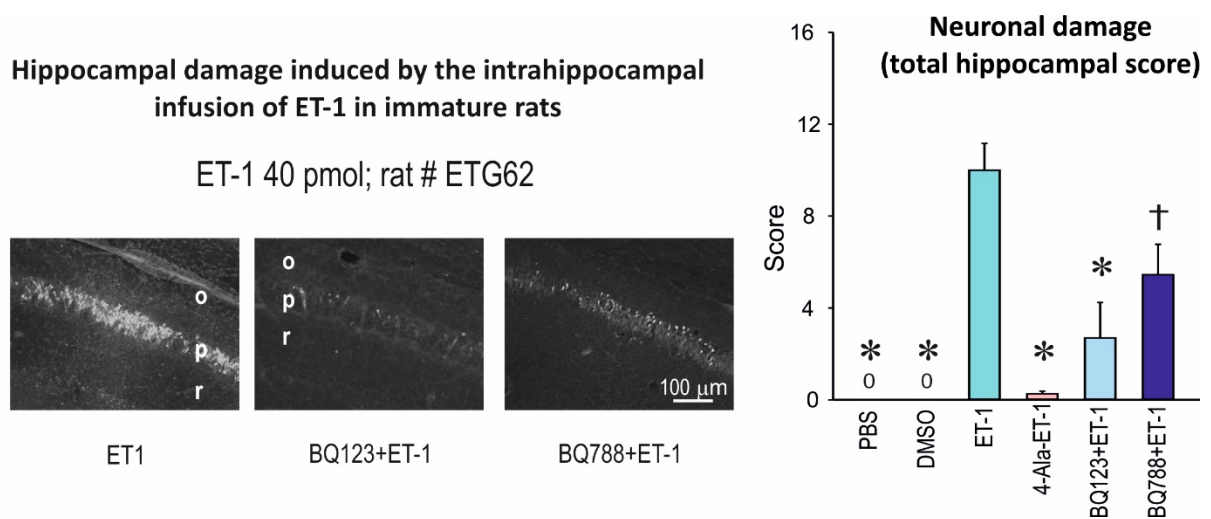 Hippocampal damage induced by the intrahippocampal
infusion of ET-1 in immature rats
ET-1 40 pmol; rat # ETG62
o
p
r
o
p
r
100 μm
ET1
BQ123+ET-1
BQ788+ET-1
Neuronal damage
(total hippocampal score)
Score
16
12
8
4
0
*
0
*
0
*
*
†
PBS
DMSO
ET-1
4-Ala-ET-1
BQ123+ET-1
BQ788+ET-1